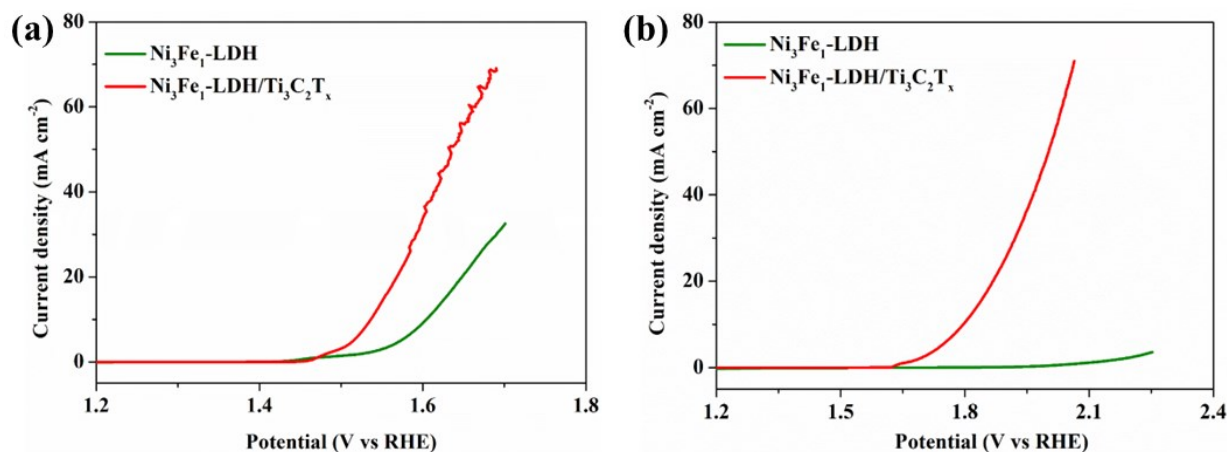 (a)
80
60
40
20
0
Current density (mA cm⁻²)
Ni₃Fe₁-LDH
Ni₃Fe₁-LDH/Ti₃C₂Tₓ
1.2 1.4 1.6 1.8
Potential (V vs RHE)
(b)
80
60
40
20
0
Current density (mA cm⁻²)
Ni₃Fe₁-LDH
Ni₃Fe₁-LDH/Ti₃C₂Tₓ
1.2 1.5 1.8 2.1 2.4
Potential (V vs RHE)